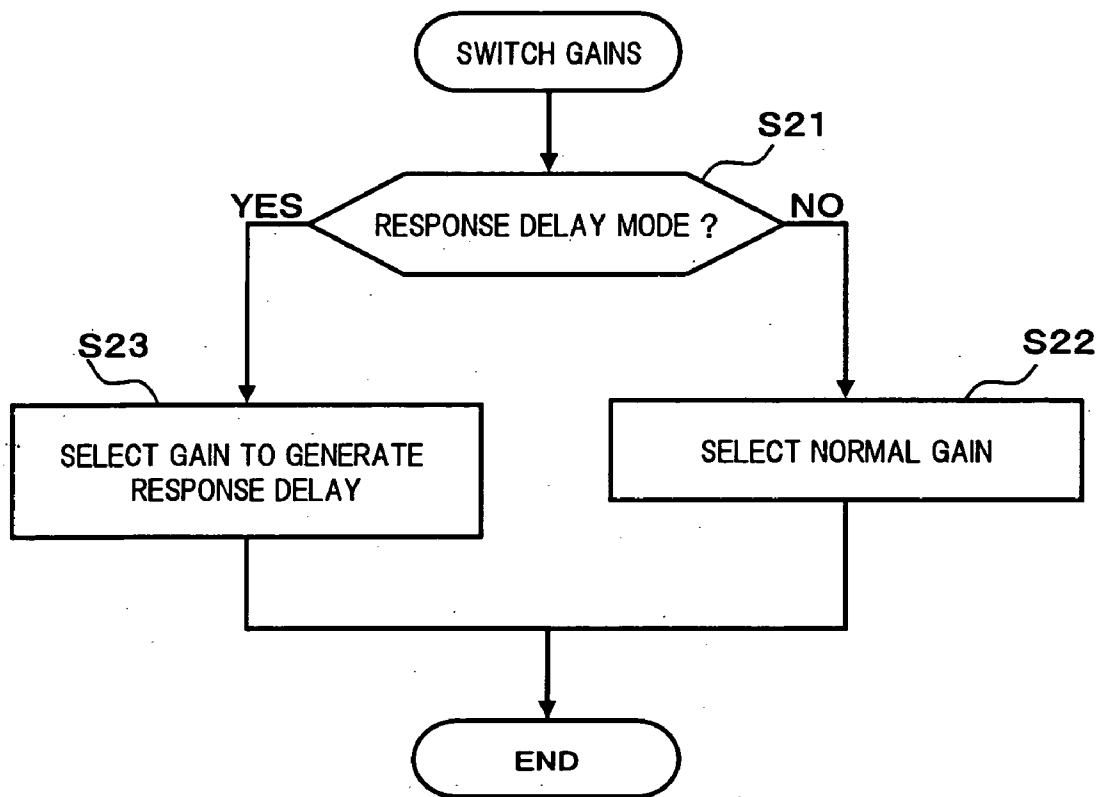 SWITCH GAINS
S21
YES
RESPONSE DELAY MODE ?
NO
S23
S22
SELECT GAIN TO GENERATE
RESPONSE DELAY
SELECT NORMAL GAIN
END